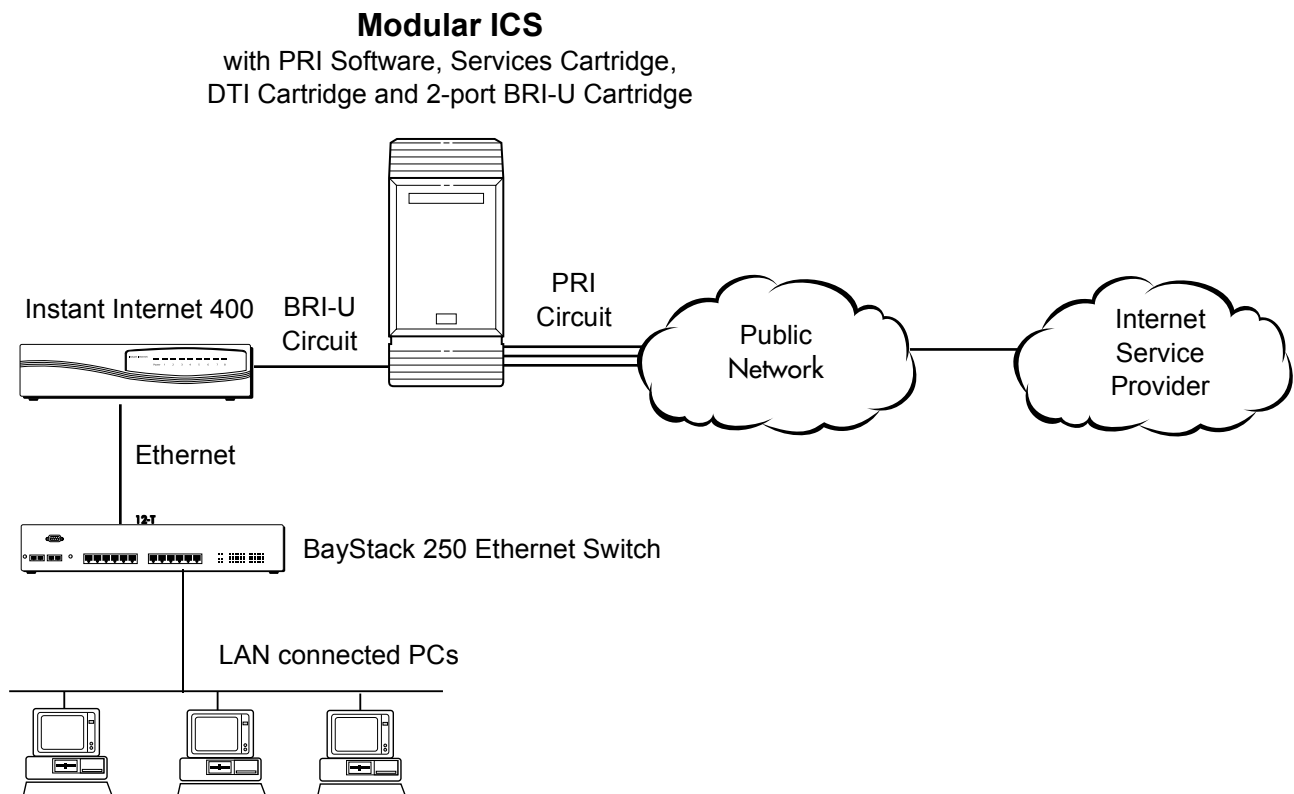 Modular ICS
with PRI Software, Services Cartridge,
DTI Cartridge and 2-port BRI-U Cartridge
Instant Internet 400
BRI-U
Circuit
PRI
Circuit
Public
Network
Internet
Service
Provider
Ethernet
12-T
BayStack 250 Ethernet Switch
LAN connected PCs